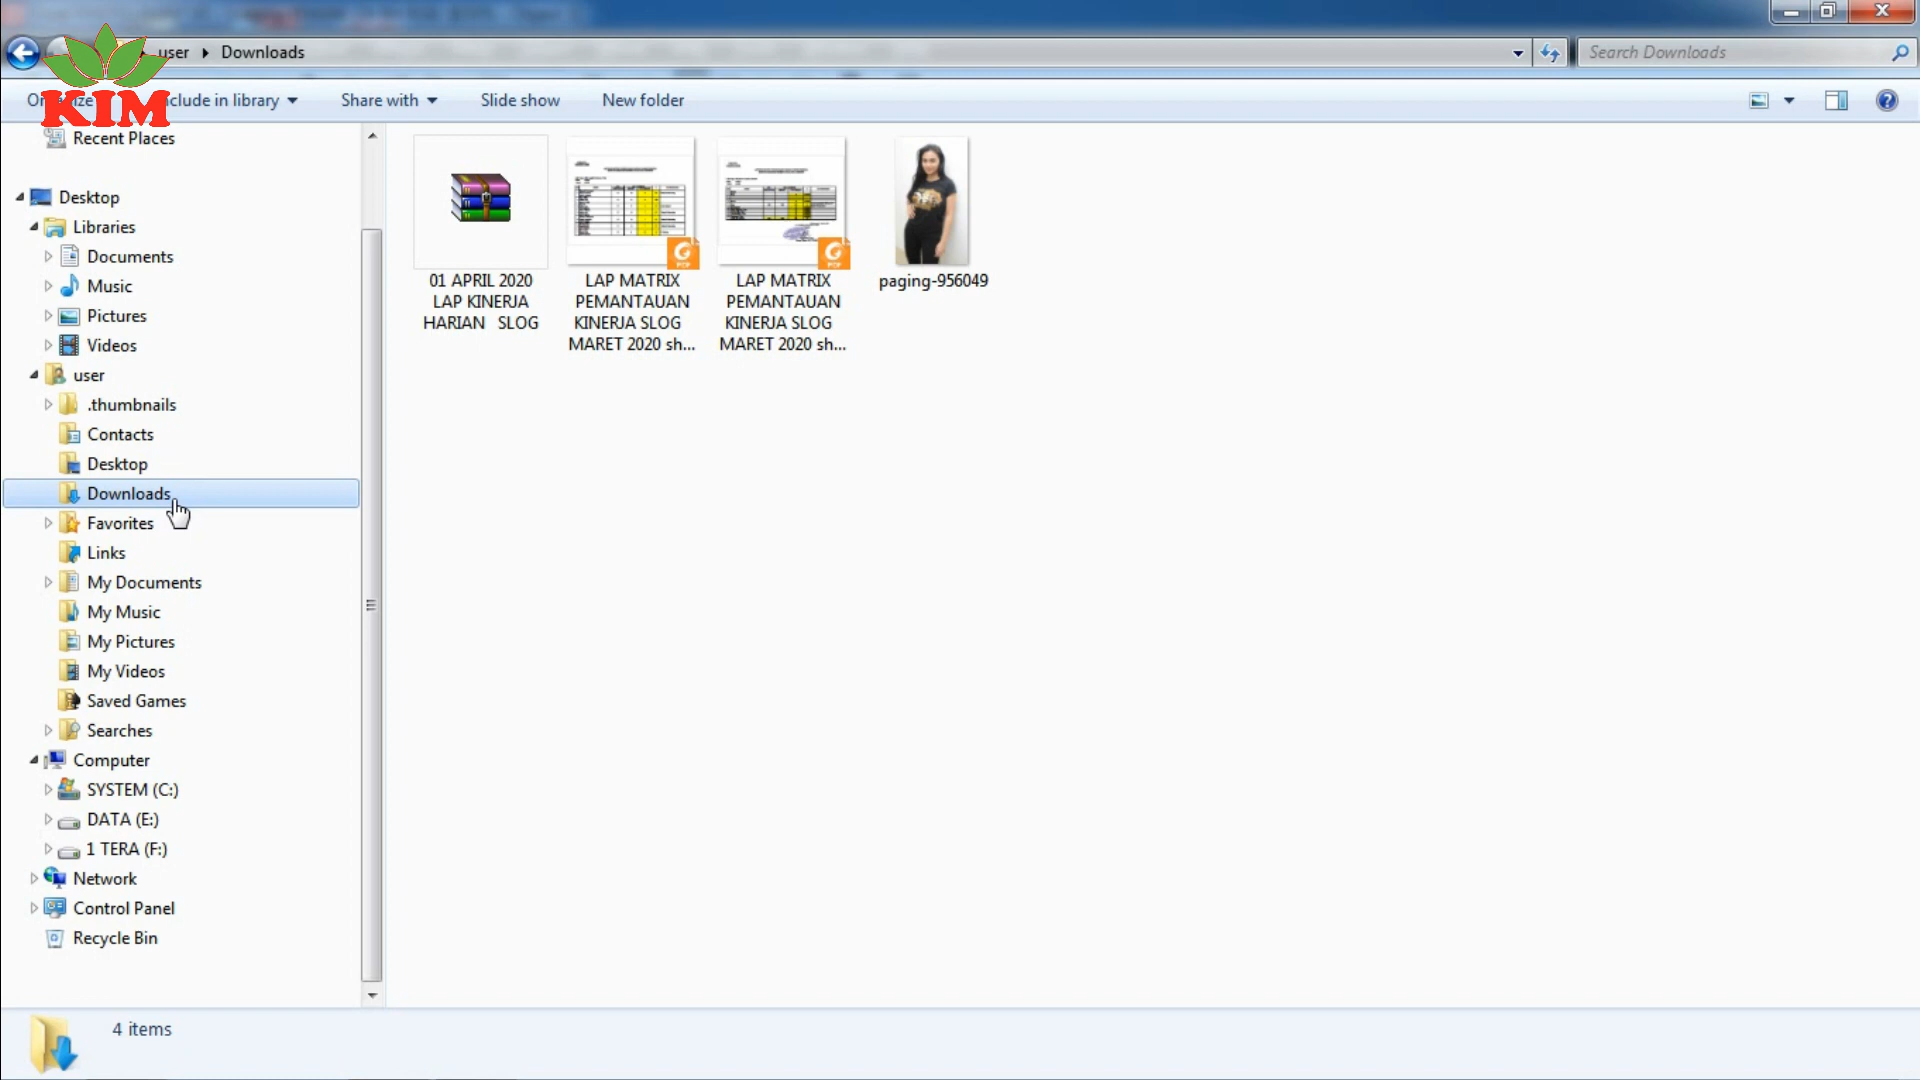 user ▸ Downloads
Search Downloads
KIM
Include in library
Share with
Slide show
New folder
Recent Places
Desktop
Libraries
Documents
Music
Pictures
Videos
user
.thumbnails
Contacts
Desktop
Downloads
Favorites
Links
My Documents
My Music
My Pictures
My Videos
Saved Games
Searches
Computer
SYSTEM (C:)
DATA (E:)
1 TERA (F:)
Network
Control Panel
Recycle Bin
01 APRIL 2020
LAP KINERJA
HARIAN SLOG
LAP MATRIX
PEMANTAUAN
KINERJA SLOG
MARET 2020 sh...
LAP MATRIX
PEMANTAUAN
KINERJA SLOG
MARET 2020 sh...
paging-956049
4 items